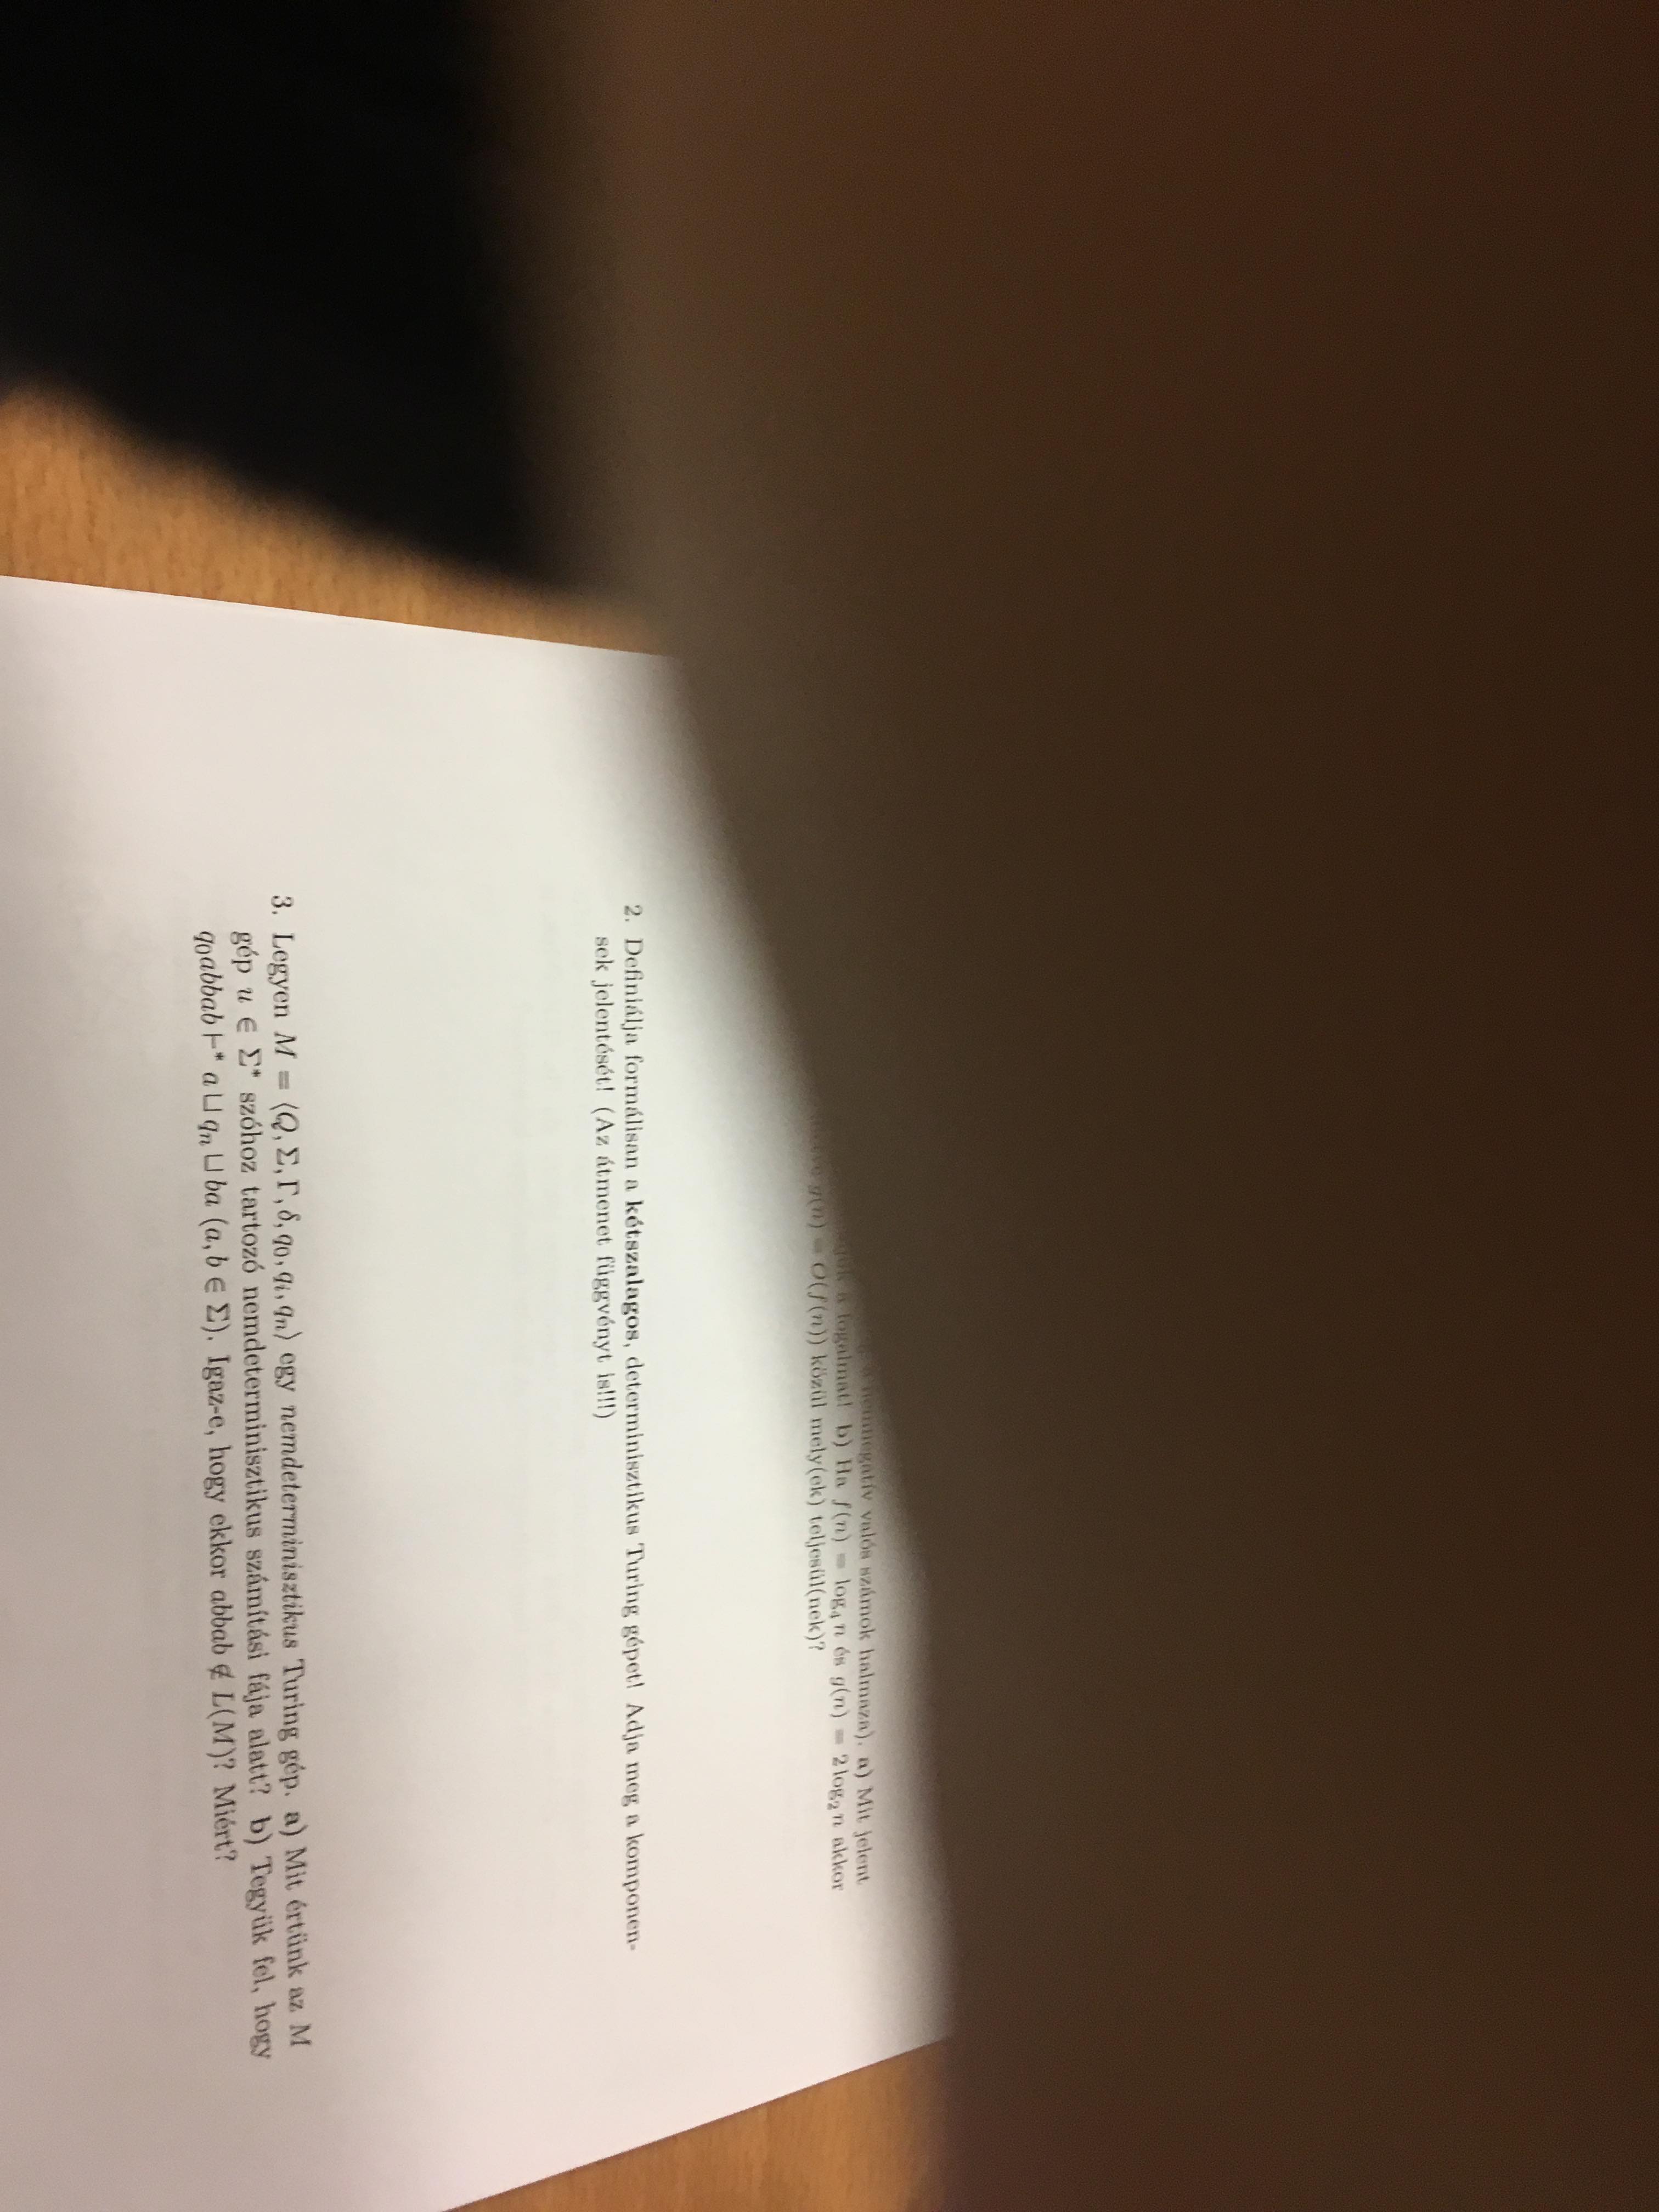 nemnegatív valós számok halmaza). a) Mit jelent
a fogalmat! b) Ha f(n) = log₄ n és g(n) = 2 log₂ n akkor
g(n) = O(f(n)) közül mely(ek) teljesül(nek)?
2. Definiálja formálisan a kétszalagos, determinisztikus Turing gépet! Adja meg a komponen-
sek jelentését! (Az átmenet függvényt is!!!)
3. Legyen M = ⟨Q, Σ, Γ, δ, q₀, qᵢ, qₙ⟩ egy nemdeterminisztikus Turing gép. a) Mit értünk az M
gép u ∈ Σ* szóhoz tartozó nemdeterminisztikus számítási fája alatt? b) Tegyük fel, hogy
q₀abbab ⊢* a ⊔ qₙ ⊔ ba (a, b ∈ Σ). Igaz-e, hogy ekkor abbab ∉ L(M)? Miért?